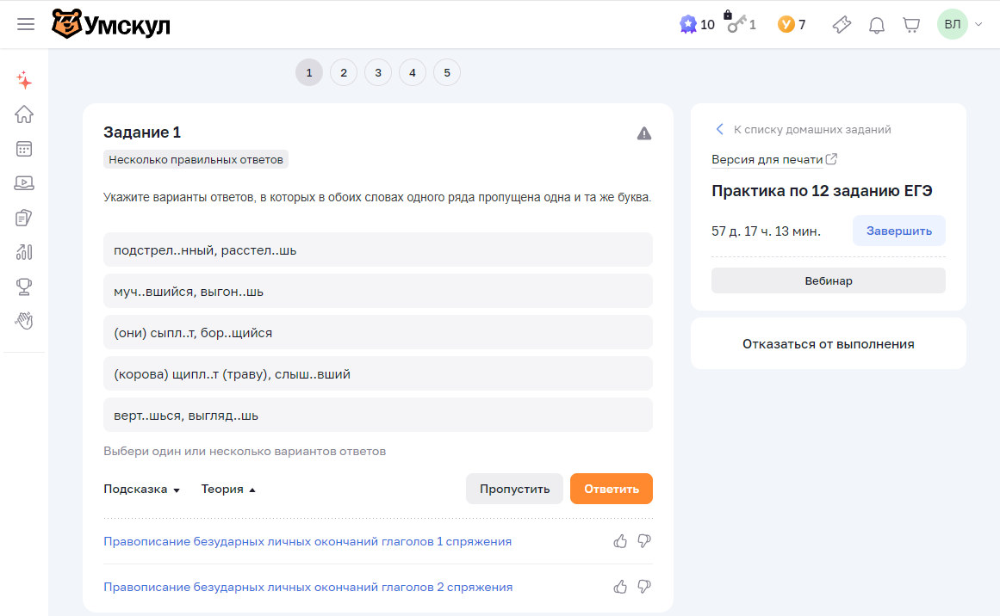 Умскул
10
1
7
ВЛ
1 2 3 4 5
Задание 1
Несколько правильных ответов
Укажите варианты ответов, в которых в обоих словах одного ряда пропущена одна и та же буква.
подстрел..нный, расстел..шь
муч..вшийся, выгон..шь
(они) сыпл..т, бор..щийся
(корова) щипл..т (траву), слыш..вший
верт..шься, выгляд..шь
Выбери один или несколько вариантов ответов
Подсказка
Теория
Пропустить
Ответить
Правописание безударных личных окончаний глаголов 1 спряжения
Правописание безударных личных окончаний глаголов 2 спряжения
К списку домашних заданий
Версия для печати
Практика по 12 заданию ЕГЭ
57 д. 17 ч. 13 мин.
Завершить
Вебинар
Отказаться от выполнения